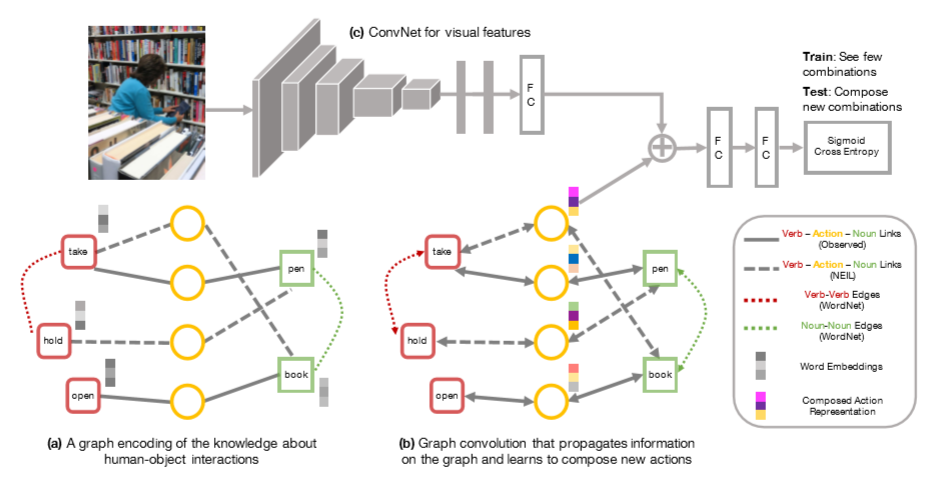 (c) ConvNet for visual features
Train: See few
combinations
Test: Compose
new combinations
F
C
F
C
F
C
Sigmoid
Cross Entropy
take
hold
open
pen
book
take
hold
open
pen
book
Verb – Action – Noun Links
(Observed)
Verb – Action – Noun Links
(NEIL)
Verb-Verb Edges
(WordNet)
Noun-Noun Edges
(WordNet)
Word Embeddings
Composed Action
Representation
(a) A graph encoding of the knowledge about
human-object interactions
(b) Graph convolution that propagates information
on the graph and learns to compose new actions